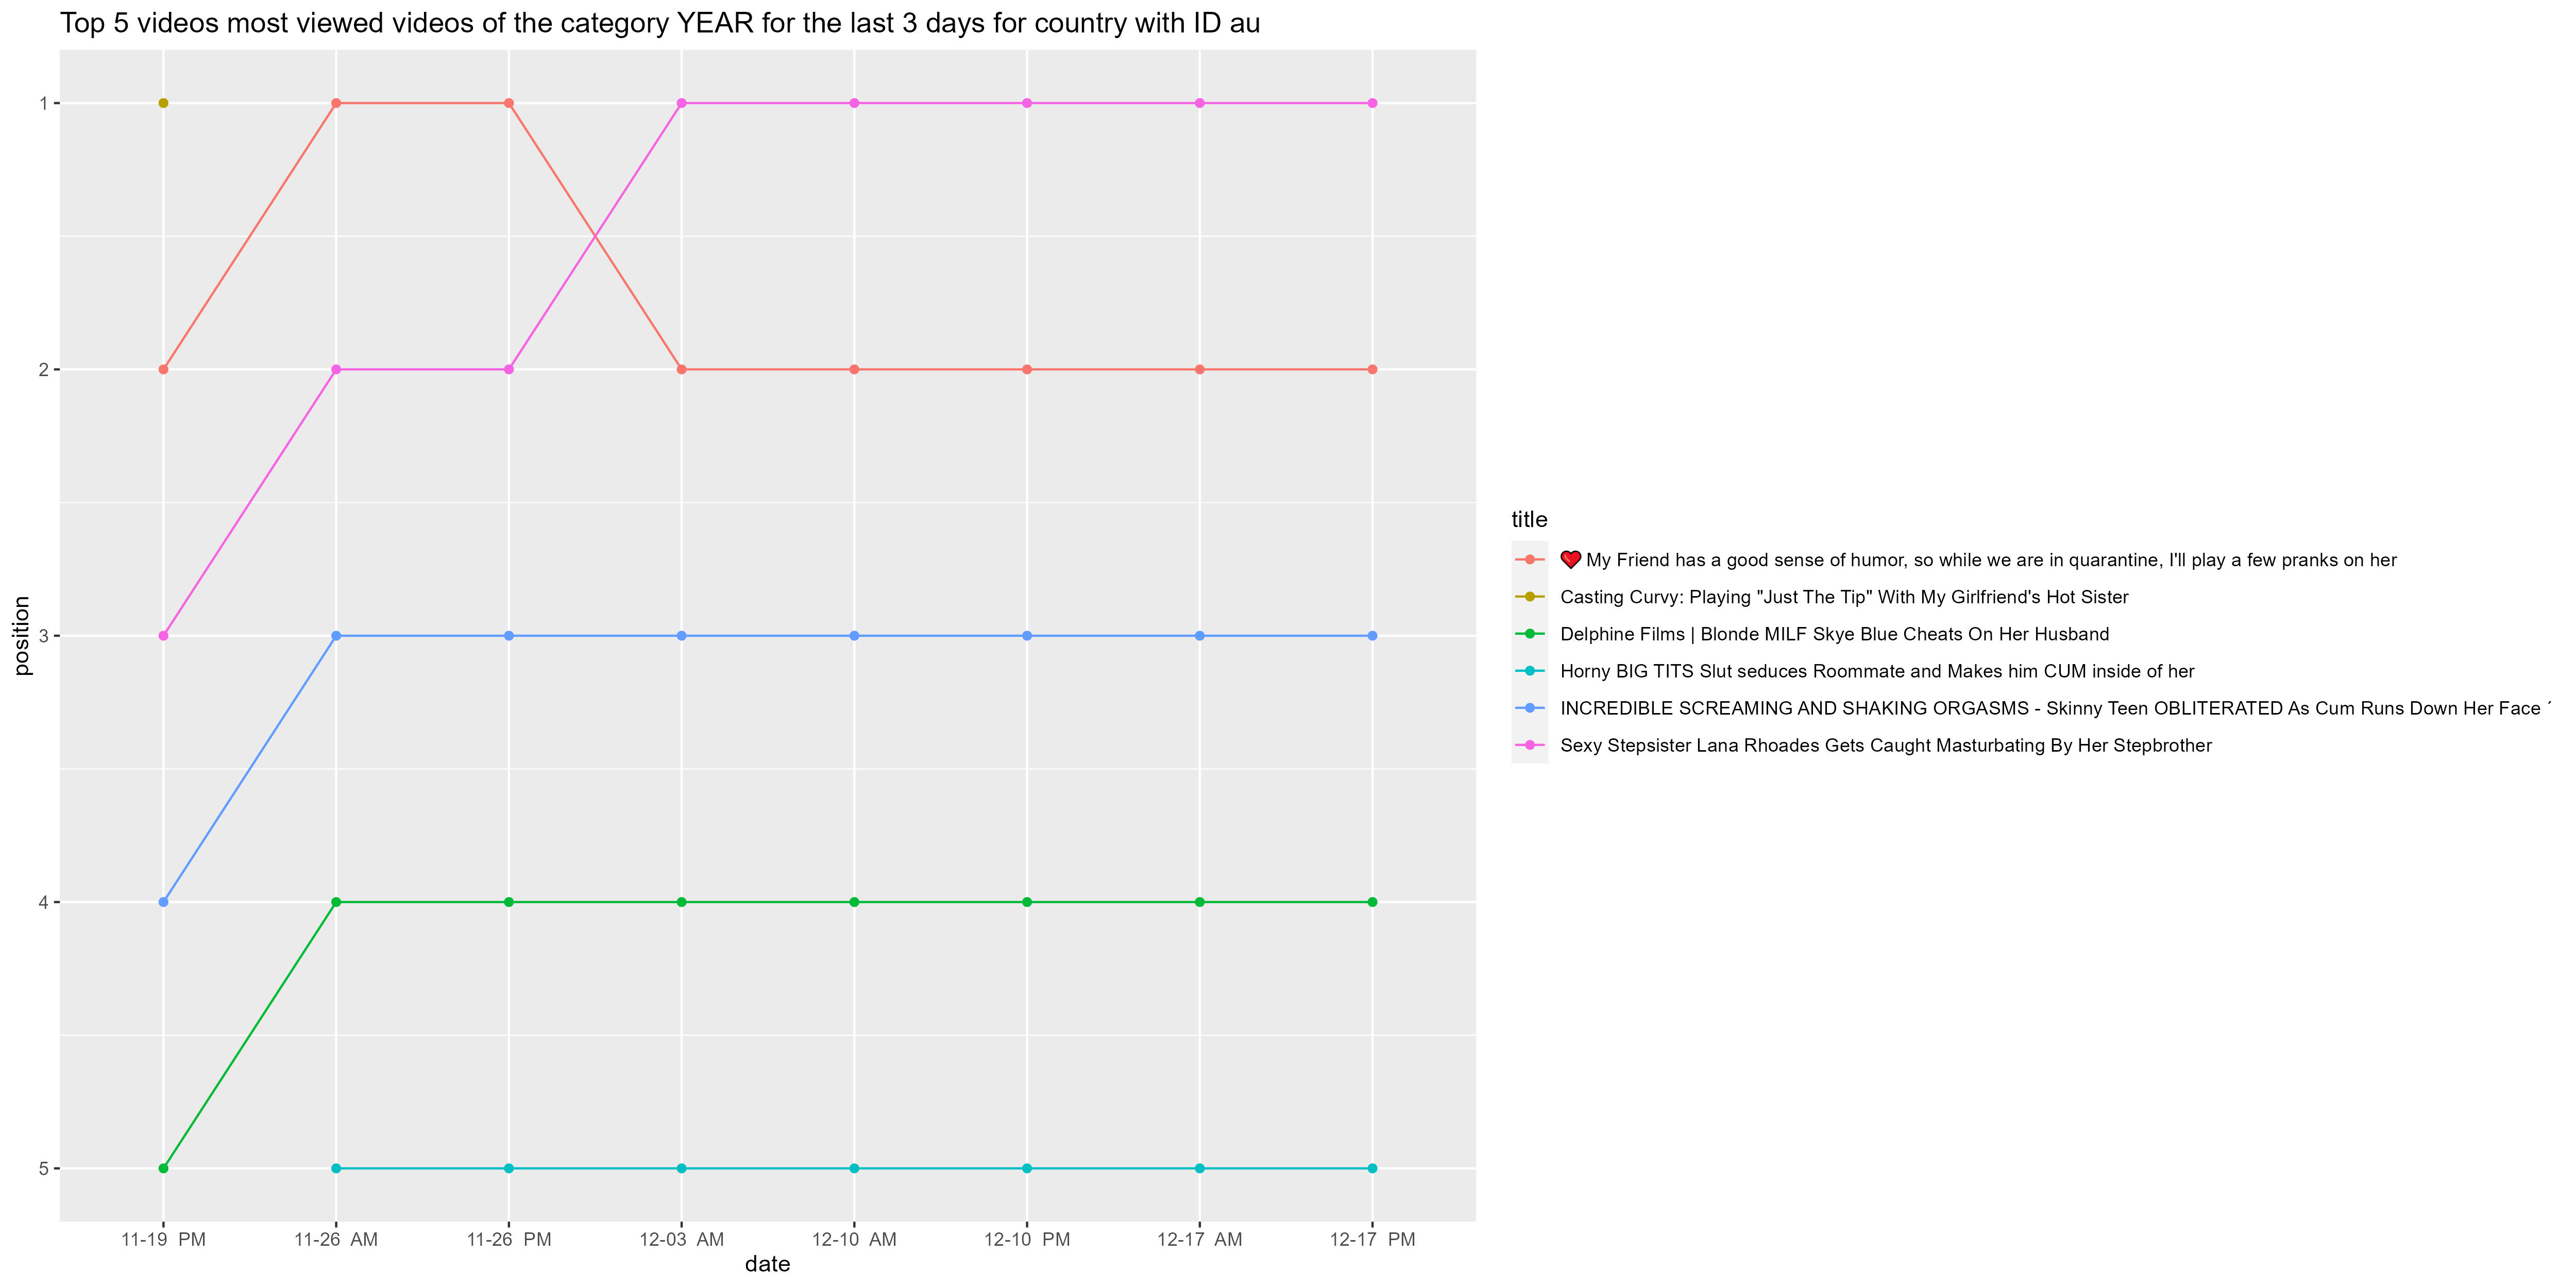 Top 5 videos most viewed videos of the category YEAR for the last 3 days for country with ID au
1
2
3
4
5
position
11-19 PM
11-26 AM
11-26 PM
12-03 AM
12-10 AM
12-10 PM
12-17 AM
12-17 PM
date
title
❤️ My Friend has a good sense of humor, so while we are in quarantine, I'll play a few pranks on her
Casting Curvy: Playing "Just The Tip" With My Girlfriend's Hot Sister
Delphine Films | Blonde MILF Skye Blue Cheats On Her Husband
Horny BIG TITS Slut seduces Roommate and Makes him CUM inside of her
INCREDIBLE SCREAMING AND SHAKING ORGASMS - Skinny Teen OBLITERATED As Cum Runs Down Her Face
Sexy Stepsister Lana Rhoades Gets Caught Masturbating By Her Stepbrother